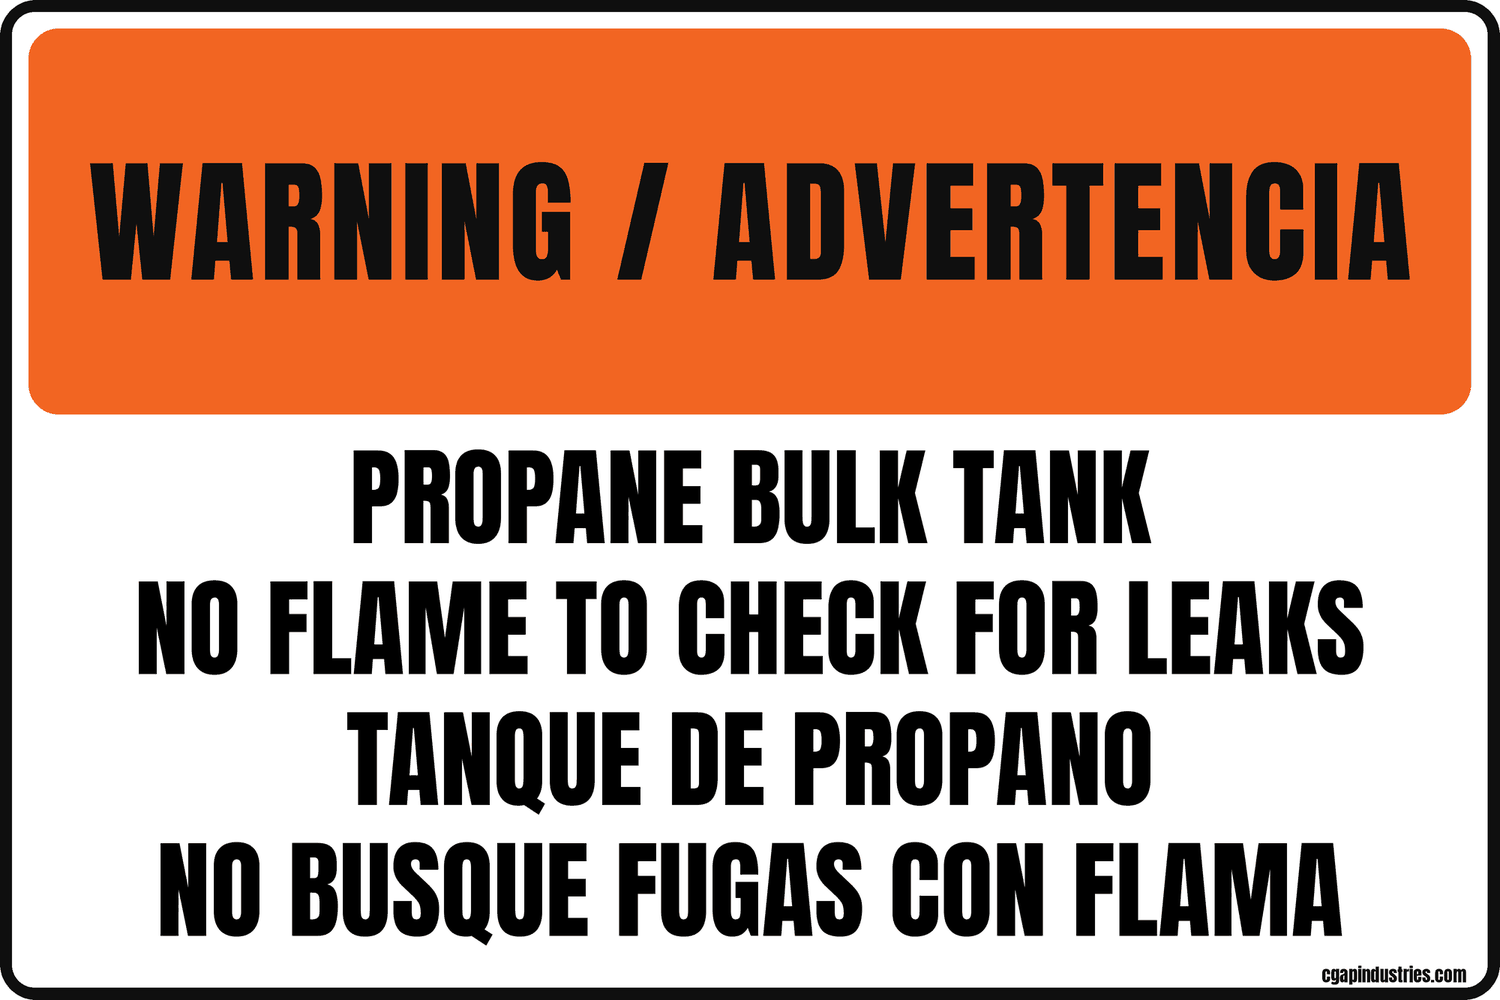 WARNING / ADVERTENCIA
PROPANE BULK TANK
NO FLAME TO CHECK FOR LEAKS
TANQUE DE PROPANO
NO BUSQUE FUGAS CON FLAMA
cgapindustries.com